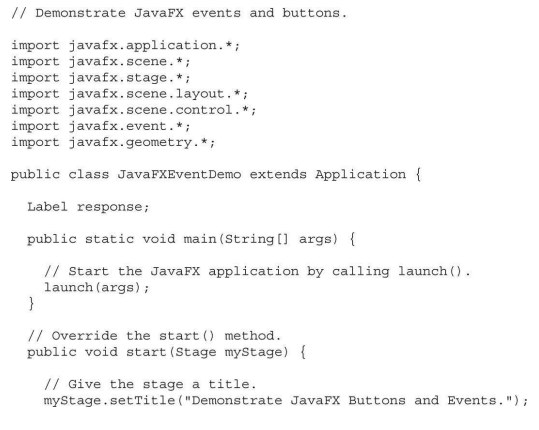 // Demonstrate JavaFX events and buttons.

import javafx.application.*;
import javafx.scene.*;
import javafx.stage.*;
import javafx.scene.layout.*;
import javafx.scene.control.*;
import javafx.event.*;
import javafx.geometry.*;

public class JavaFXEventDemo extends Application {

  Label response;

  public static void main(String[] args) {

    // Start the JavaFX application by calling launch().
    launch(args);
  }

  // Override the start() method.
  public void start(Stage myStage) {

    // Give the stage a title.
    myStage.setTitle("Demonstrate JavaFX Buttons and Events.");